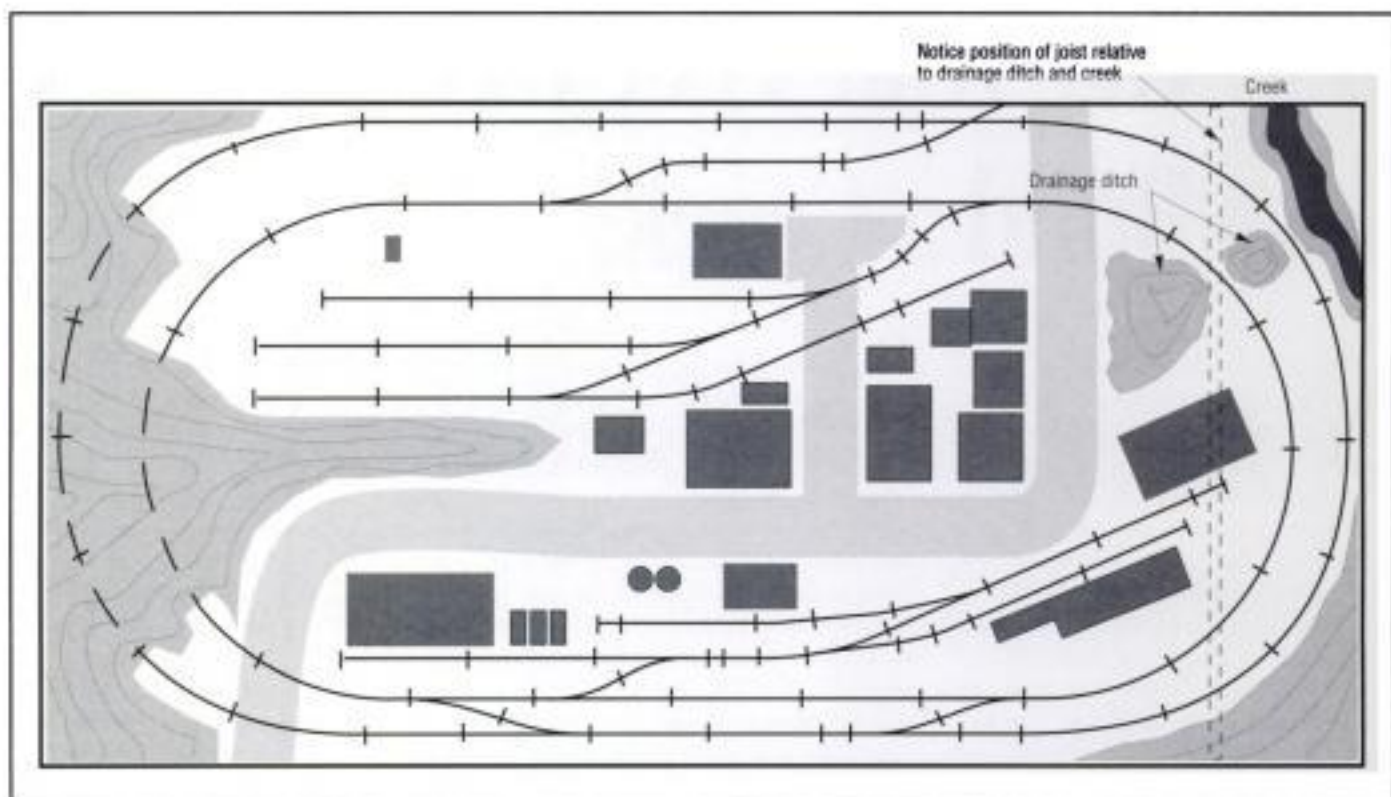 Notice position of joist relative
to drainage ditch and creek
Creek
Drainage ditch